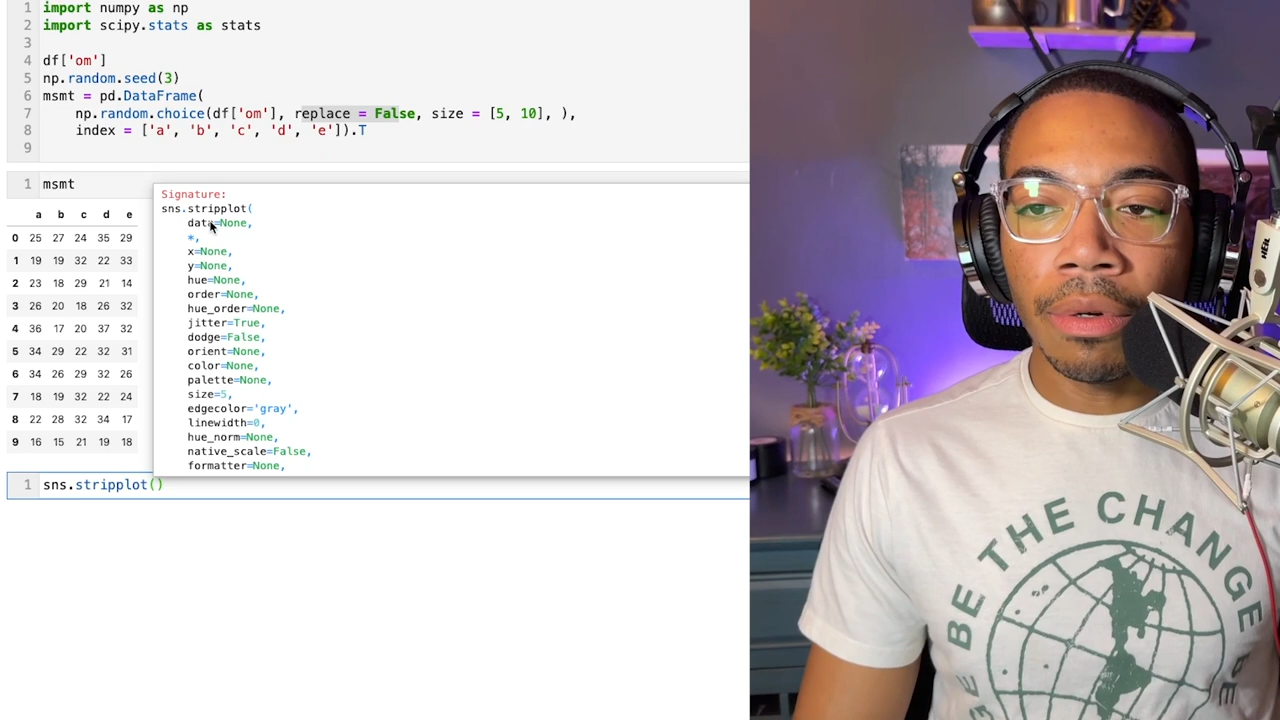 1 import numpy as np
2 import scipy.stats as stats
3
4 df['om']
5 np.random.seed(3)
6 msmt = pd.DataFrame(
7 np.random.choice(df['om'], replace = False, size = [5, 10], ),
8 index = ['a', 'b', 'c', 'd', 'e']).T
9
1 msmt
a b c d e
0 25 27 24 35 29
1 19 19 32 22 33
2 23 18 29 21 14
3 26 20 18 26 32
4 36 17 20 37 32
5 34 29 22 32 31
6 34 26 29 32 26
7 18 19 32 22 24
8 22 28 32 34 17
9 16 15 21 19 18
Signature:
sns.stripplot(
data=None,
*,
x=None,
y=None,
hue=None,
order=None,
hue_order=None,
jitter=True,
dodge=False,
orient=None,
color=None,
palette=None,
size=5,
edgecolor='gray',
linewidth=0,
hue_norm=None,
native_scale=False,
formatter=None,
1 sns.stripplot()
BE THE CHANGE